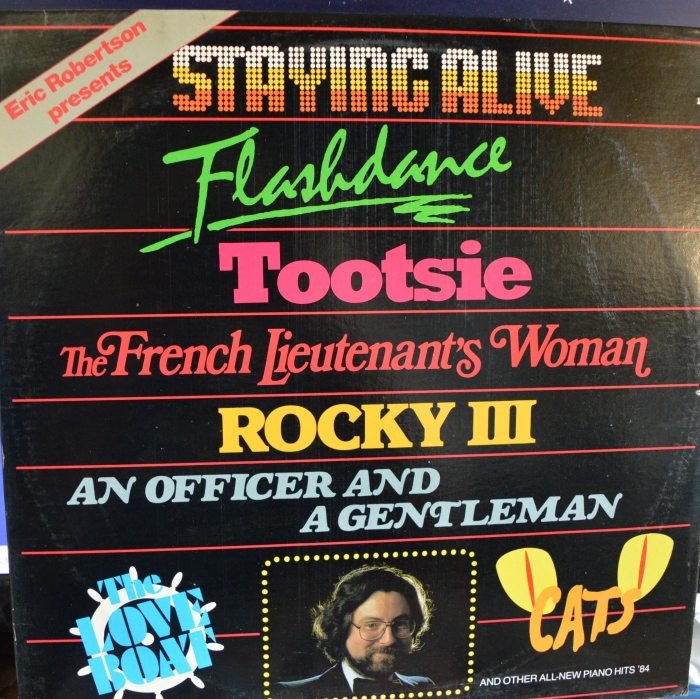 Eric Robertson
presents
STAYING ALIVE
Flashdance
Tootsie
The French Lieutenant's Woman
ROCKY III
AN OFFICER AND
A GENTLEMAN
The
LOVE
BOAT
CATS
AND OTHER ALL-NEW PIANO HITS '84